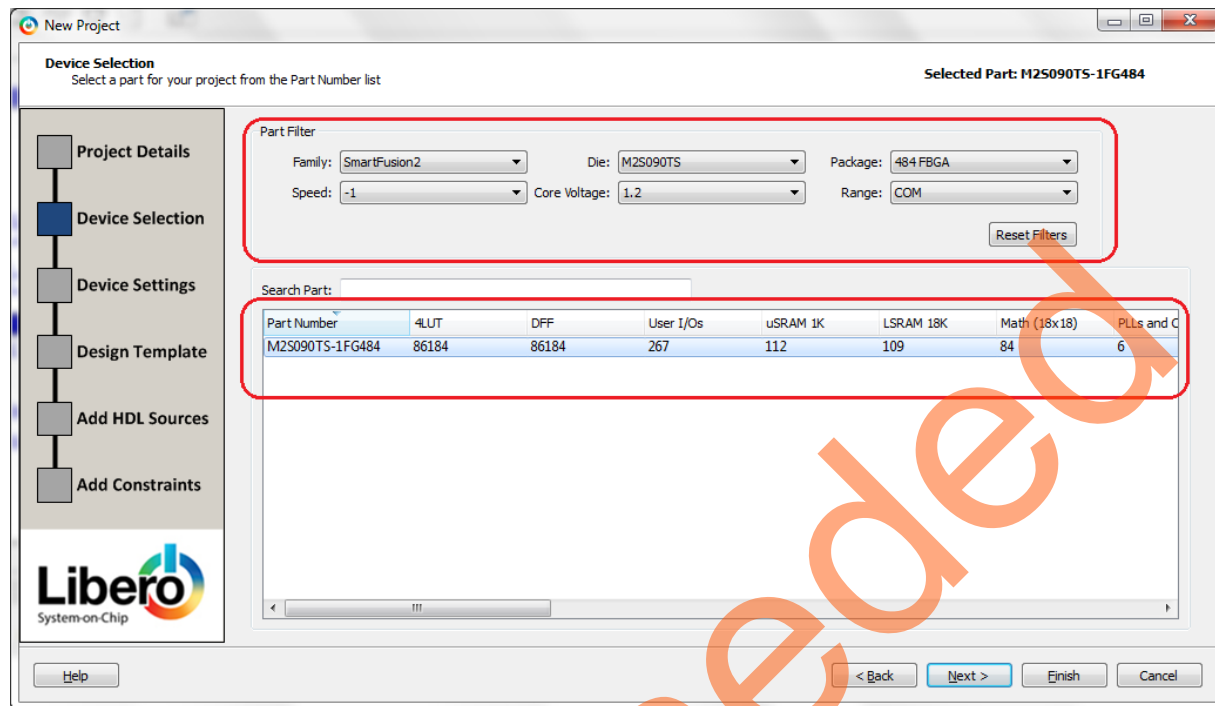 New Project
Device Selection
Select a part for your project from the Part Number list
Selected Part: M2S090TS-1FG484
Project Details
Device Selection
Device Settings
Design Template
Add HDL Sources
Add Constraints
Libero
System-on-Chip
Part Filter
Family: SmartFusion2 Die: M2S090TS Package: 484 FBGA
Speed: -1 Core Voltage: 1.2 Range: COM
Reset Filters
Search Part:
Part Number 4LUT DFF User I/Os uSRAM 1K LSRAM 18K Math (18x18) PLLs and C
M2S090TS-1FG484 86184 86184 267 112 109 84 6
Help < Back Next > Finish Cancel
eded